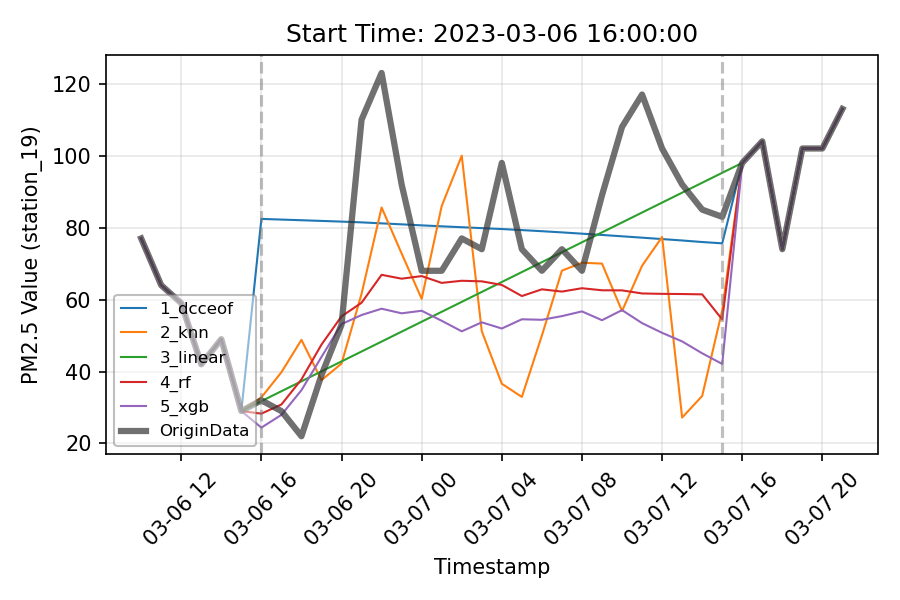 Start Time: 2023-03-06 16:00:00
PM2.5 Value (station_19)
120
100
80
60
40
20
1_dcceof
2_knn
3_linear
4_rf
5_xgb
OriginData
03-06 12
03-06 16
03-06 20
03-07 00
03-07 04
03-07 08
03-07 12
03-07 16
03-07 20
Timestamp